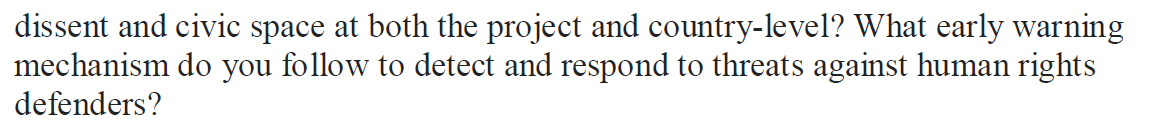 dissent and civic space at both the project and country-level? What early warning
mechanism do you follow to detect and respond to threats against human rights
defenders?